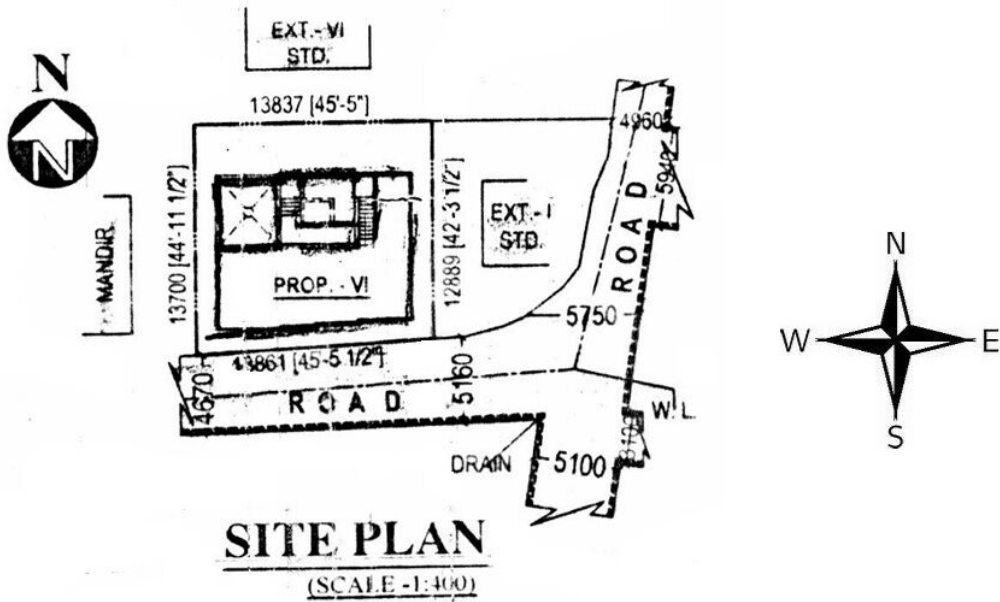 EXT.- VI
STD.
N
N
13837 [45'-5"]
4960
5940
MANDIR
13700 [44'-11 1/2"]
12889 [42'-3 1/2"]
EXT.- I
STD.
ROAD
PROP. - VI
5750
13861 [45'-5 1/2"]
4670
5160
ROAD
W.L.
DRAIN
5100
SITE PLAN
(SCALE -1:400)
N
W
E
S